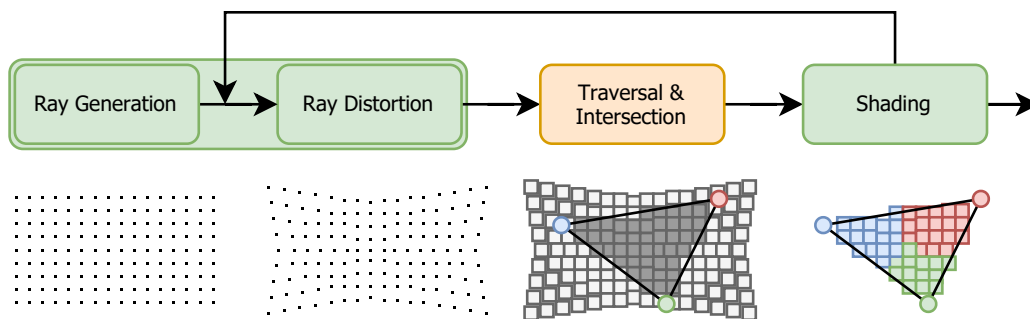 Ray Generation
Ray Distortion
Traversal &
Intersection
Shading